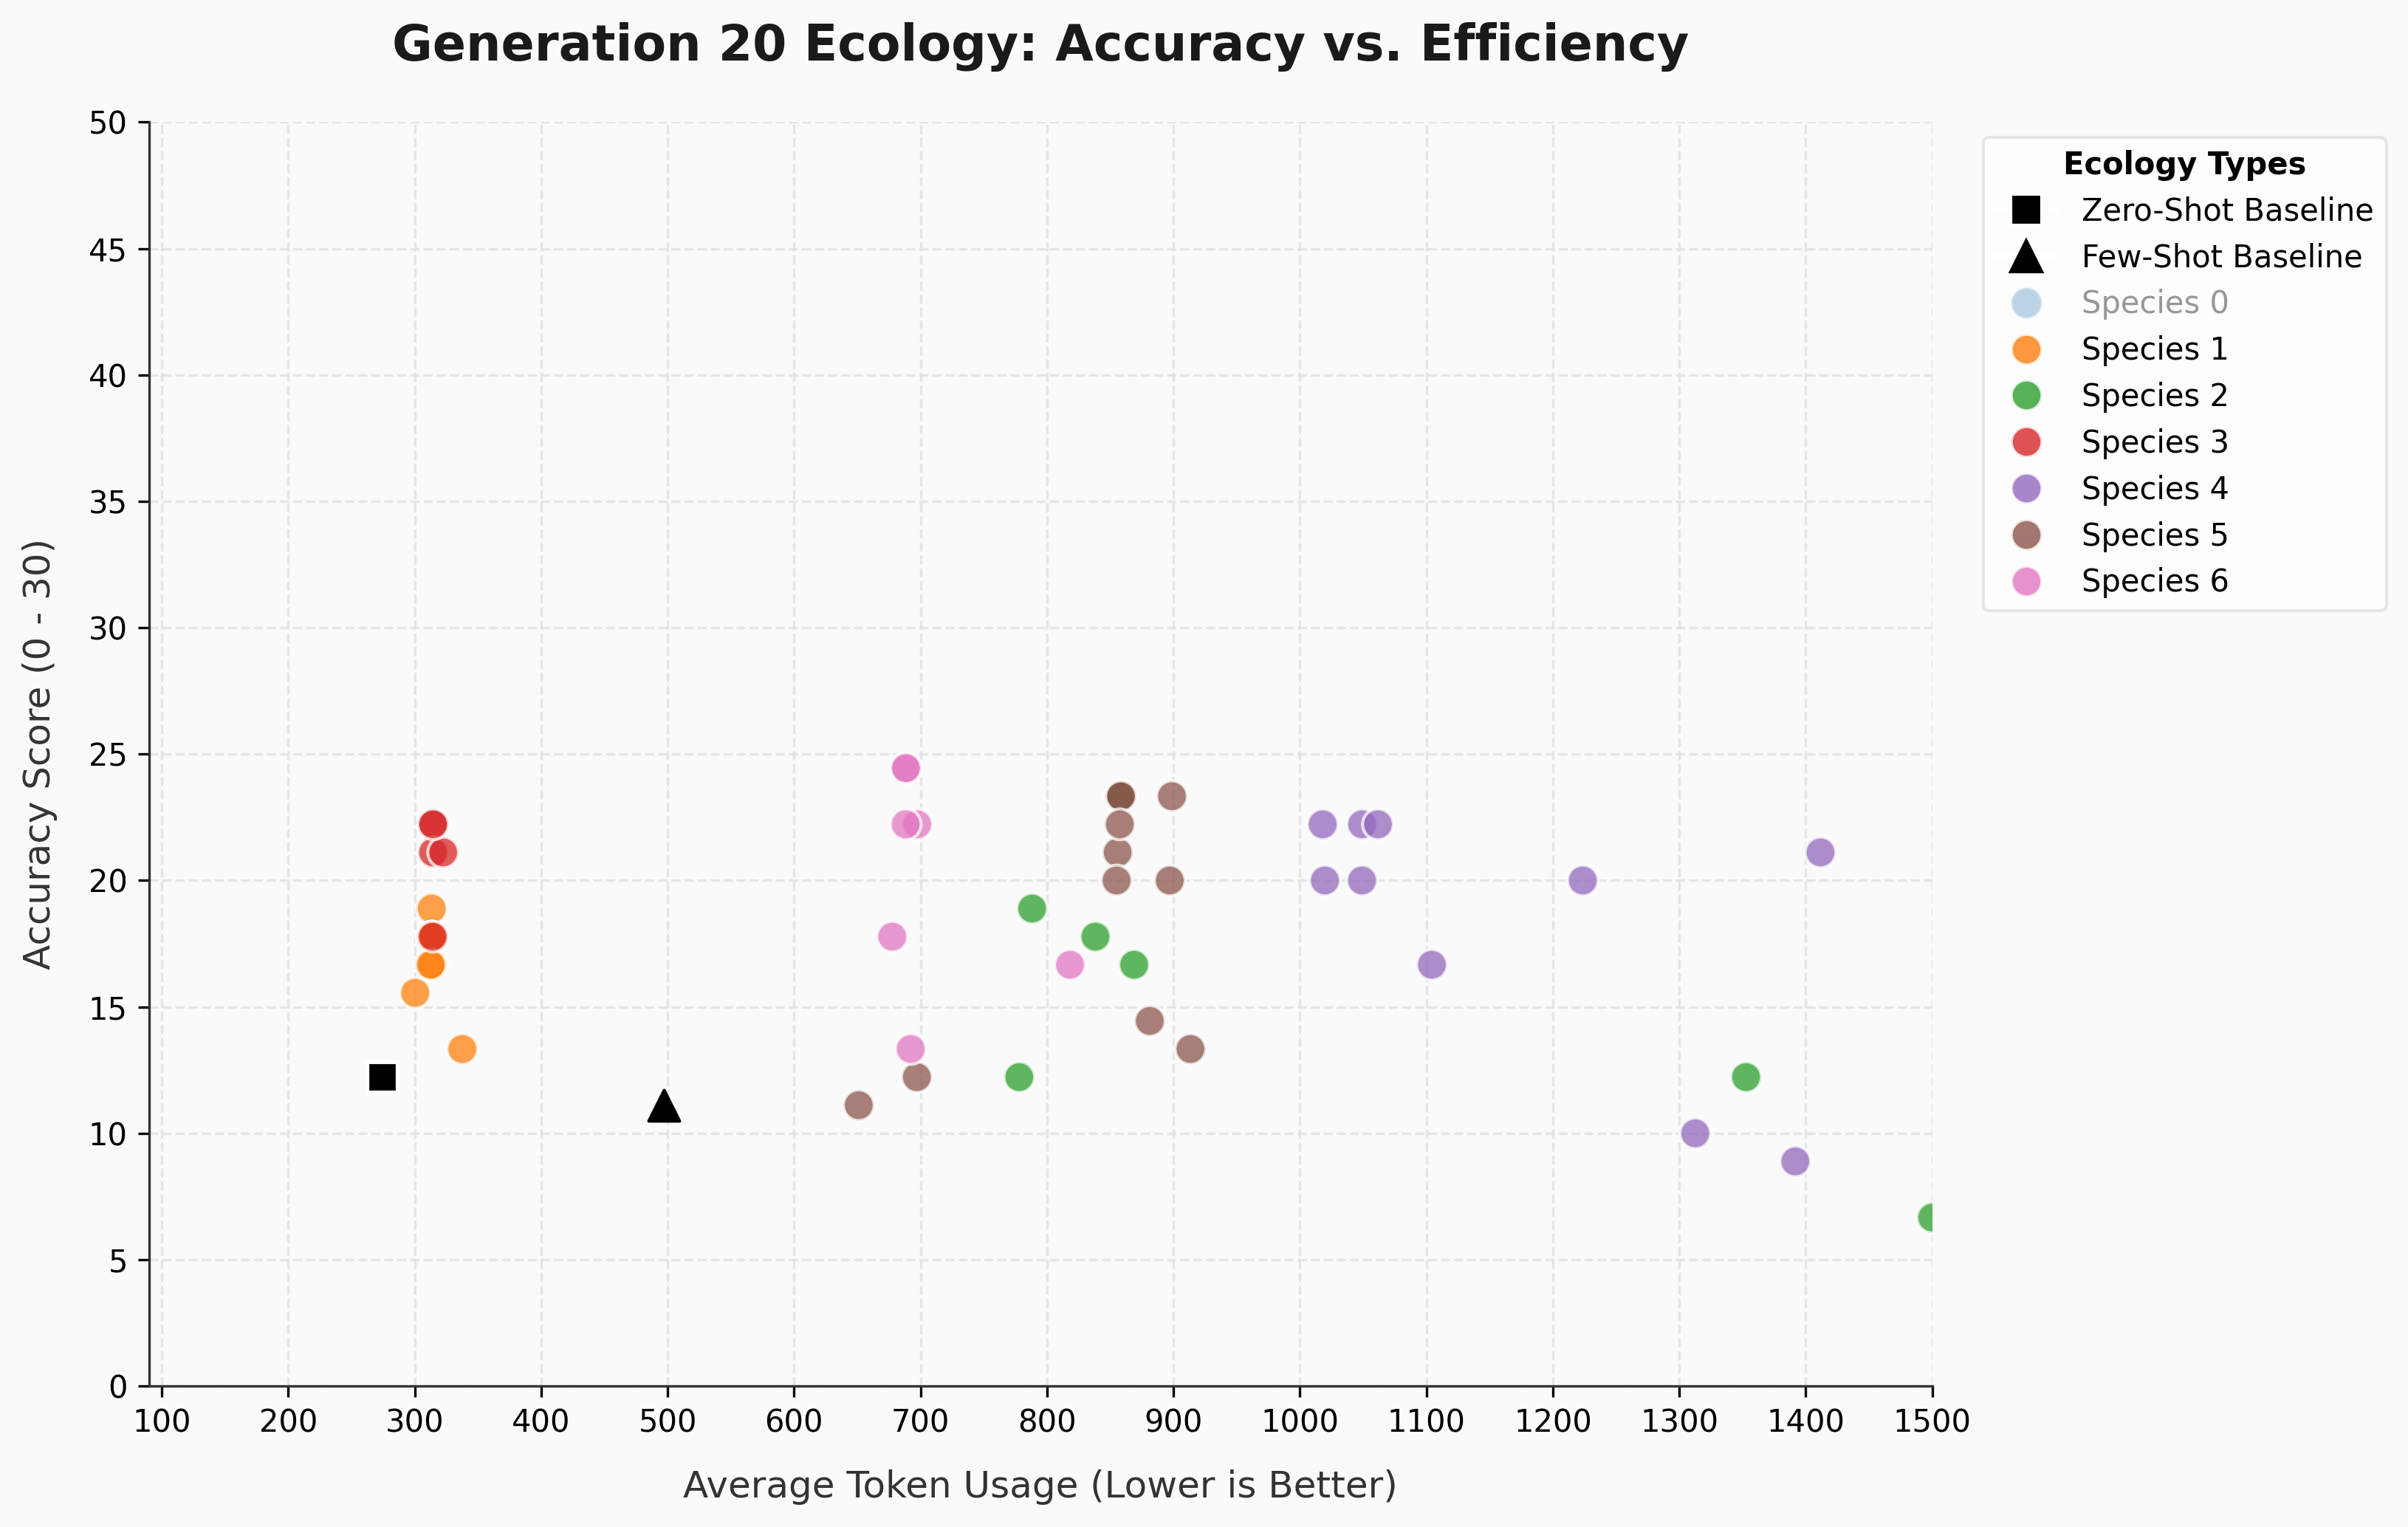 Generation 20 Ecology: Accuracy vs. Efficiency
Accuracy Score (0 - 30)
50
45
40
35
30
25
20
15
10
5
0
100 200 300 400 500 600 700 800 900 1000 1100 1200 1300 1400 1500
Average Token Usage (Lower is Better)
Ecology Types
Zero-Shot Baseline
Few-Shot Baseline
Species 0
Species 1
Species 2
Species 3
Species 4
Species 5
Species 6